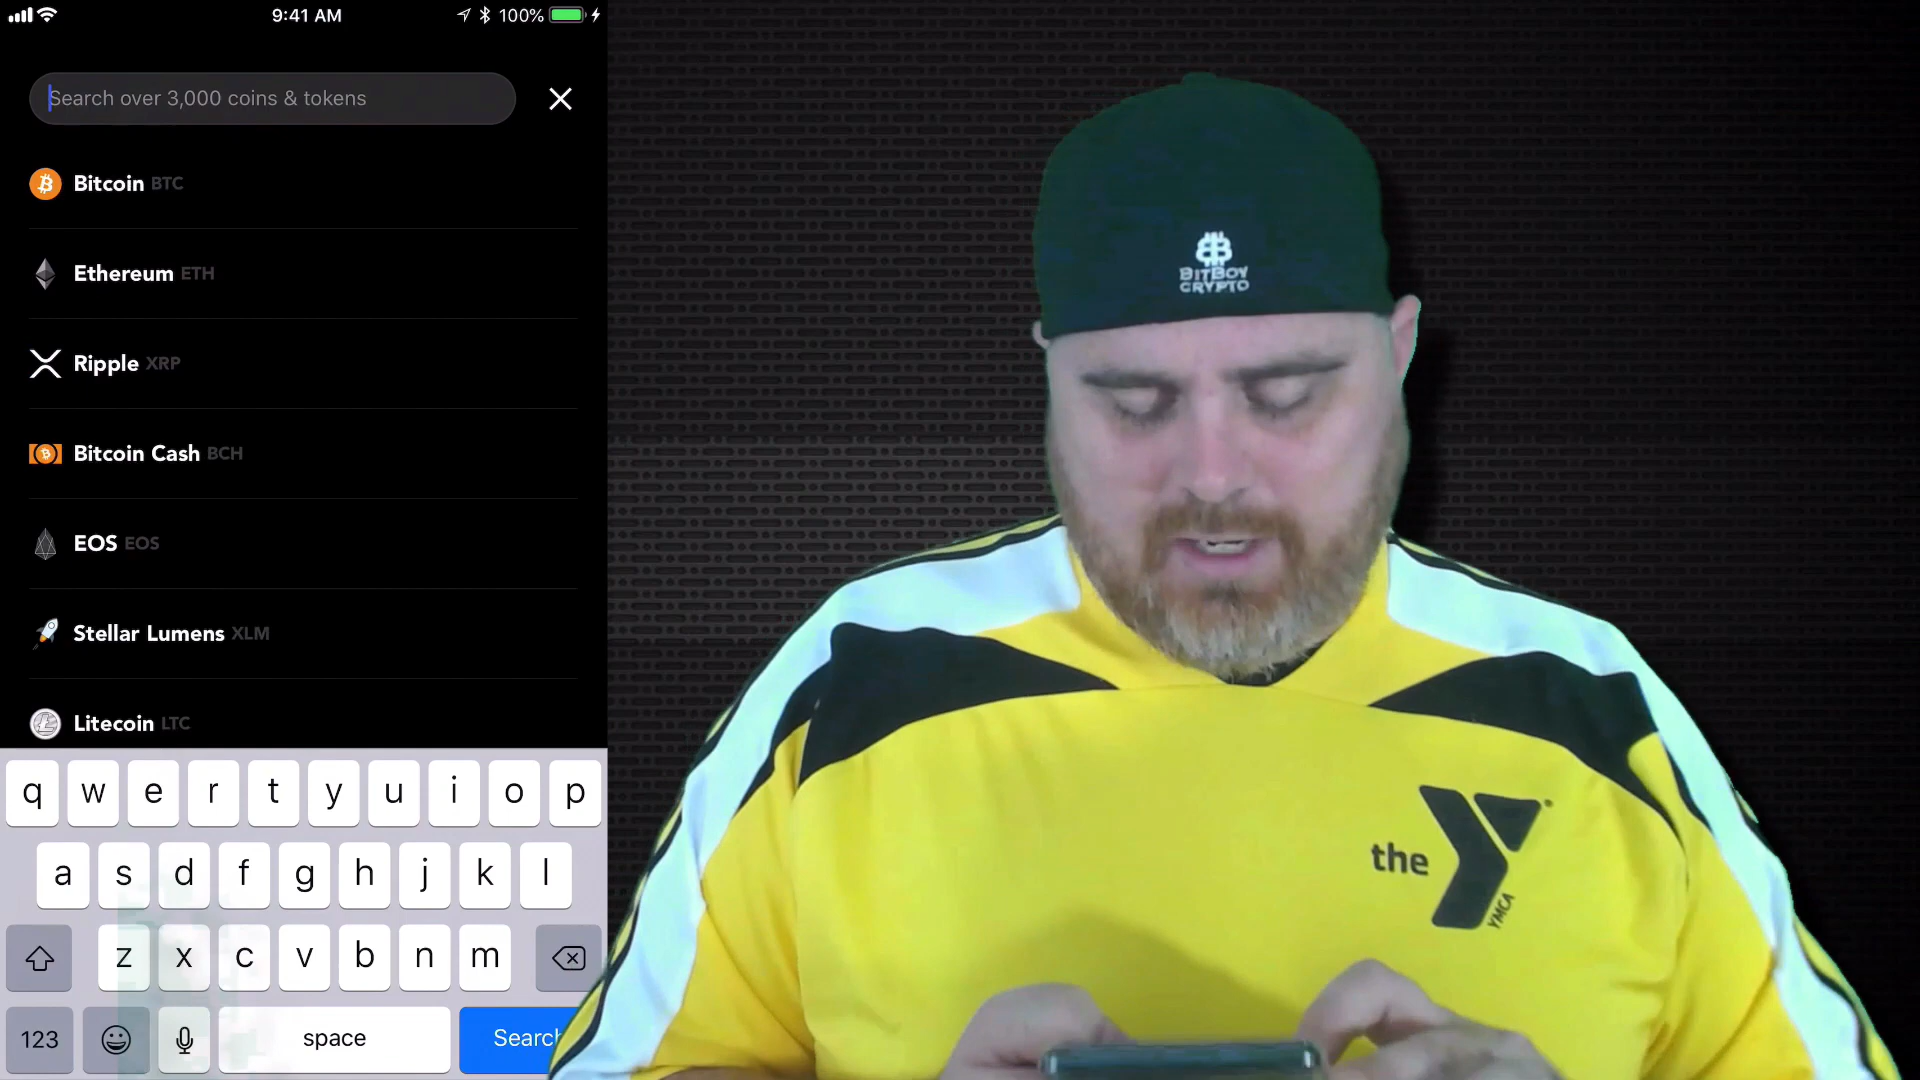 9:41 AM
100%
Search over 3,000 coins & tokens
Bitcoin BTC
Ethereum ETH
Ripple XRP
Bitcoin Cash BCH
EOS EOS
Stellar Lumens XLM
Litecoin LTC
q w e r t y u i o p
a s d f g h j k l
z x c v b n m
123 space Search
BITBOY
CRYPTO
the
YMCA